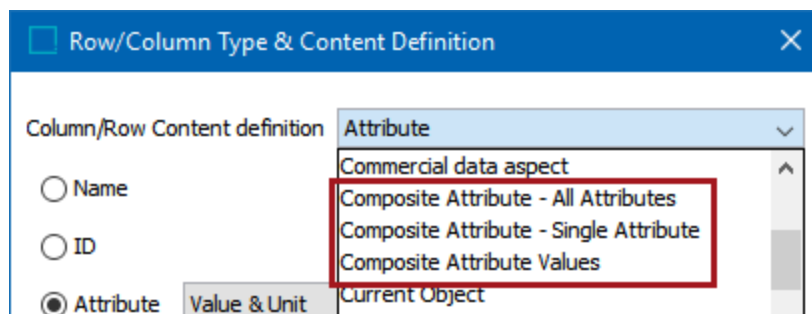 Row/Column Type & Content Definition
Column/Row Content definition Attribute
Commercial data aspect
Name
Composite Attribute - All Attributes
Composite Attribute - Single Attribute
ID
Composite Attribute Values
Attribute Value & Unit Current Object